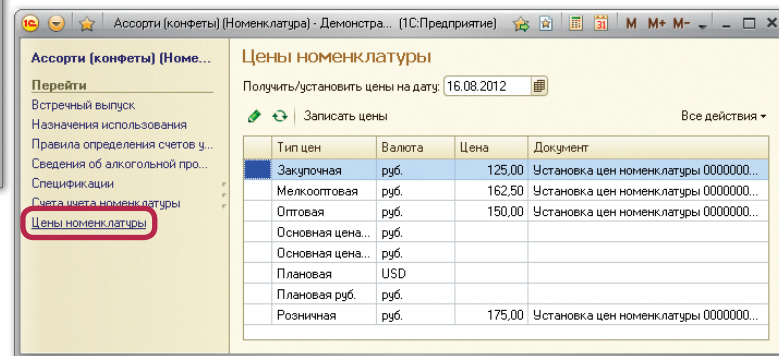 Ассорти (конфеты) (Номенклатура) - Демонстра... (1С:Предприятие) 31 M M+ M-
Ассорти (конфеты) (Номе...
Перейти
Встречный выпуск
Назначения использования
Правила определения счетов у...
Сведения об алкогольной про...
Спецификации
Счета учета номенклатуры
Цены номенклатуры
Цены номенклатуры
Получить/установить цены на дату: 16.08.2012
Записать цены Все действия
Тип цен Валюта Цена Документ
Закупочная руб. 125,00 Установка цен номенклатуры 0000000...
Мелкооптовая руб. 162,50 Установка цен номенклатуры 0000000...
Оптовая руб. 150,00 Установка цен номенклатуры 0000000...
Основная цена... руб.
Основная цена... руб.
Плановая USD
Плановая руб. руб.
Розничная руб. 175,00 Установка цен номенклатуры 0000000...